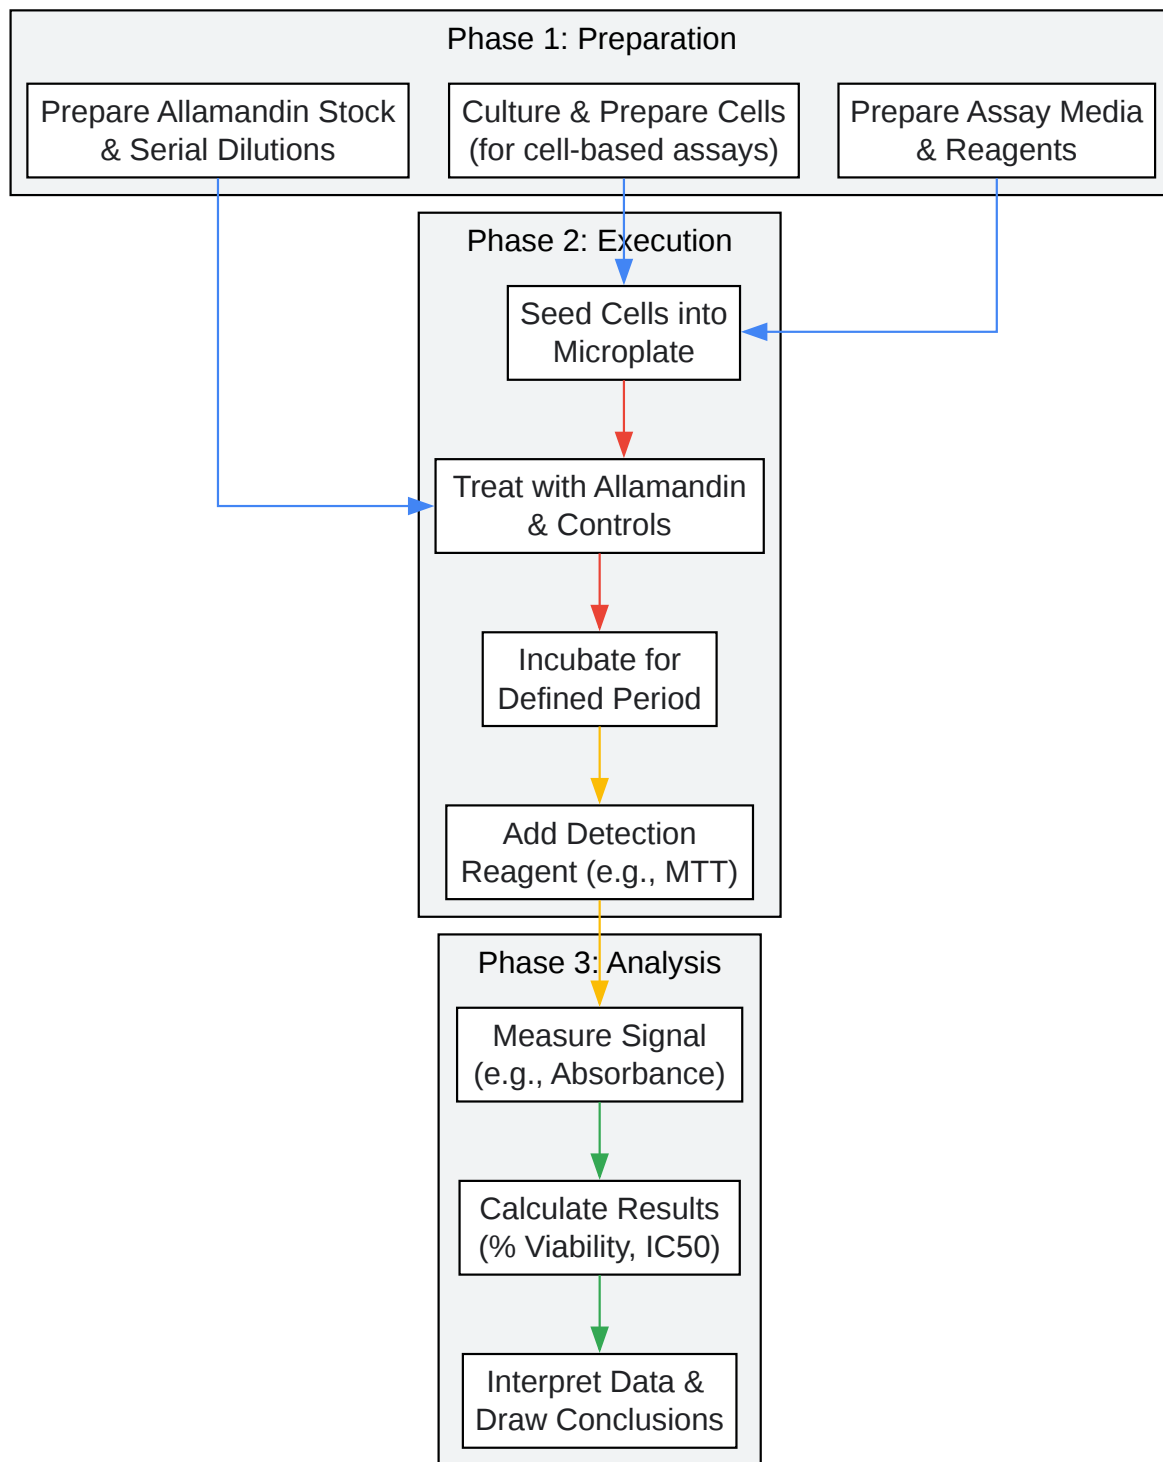 Phase 1: Preparation
Prepare Allamandin Stock
& Serial Dilutions
Culture & Prepare Cells
(for cell-based assays)
Prepare Assay Media
& Reagents
Phase 2: Execution
Seed Cells into
Microplate
Treat with Allamandin
& Controls
Incubate for
Defined Period
Add Detection
Reagent (e.g., MTT)
Phase 3: Analysis
Measure Signal
(e.g., Absorbance)
Calculate Results
(% Viability, IC50)
Interpret Data &
Draw Conclusions